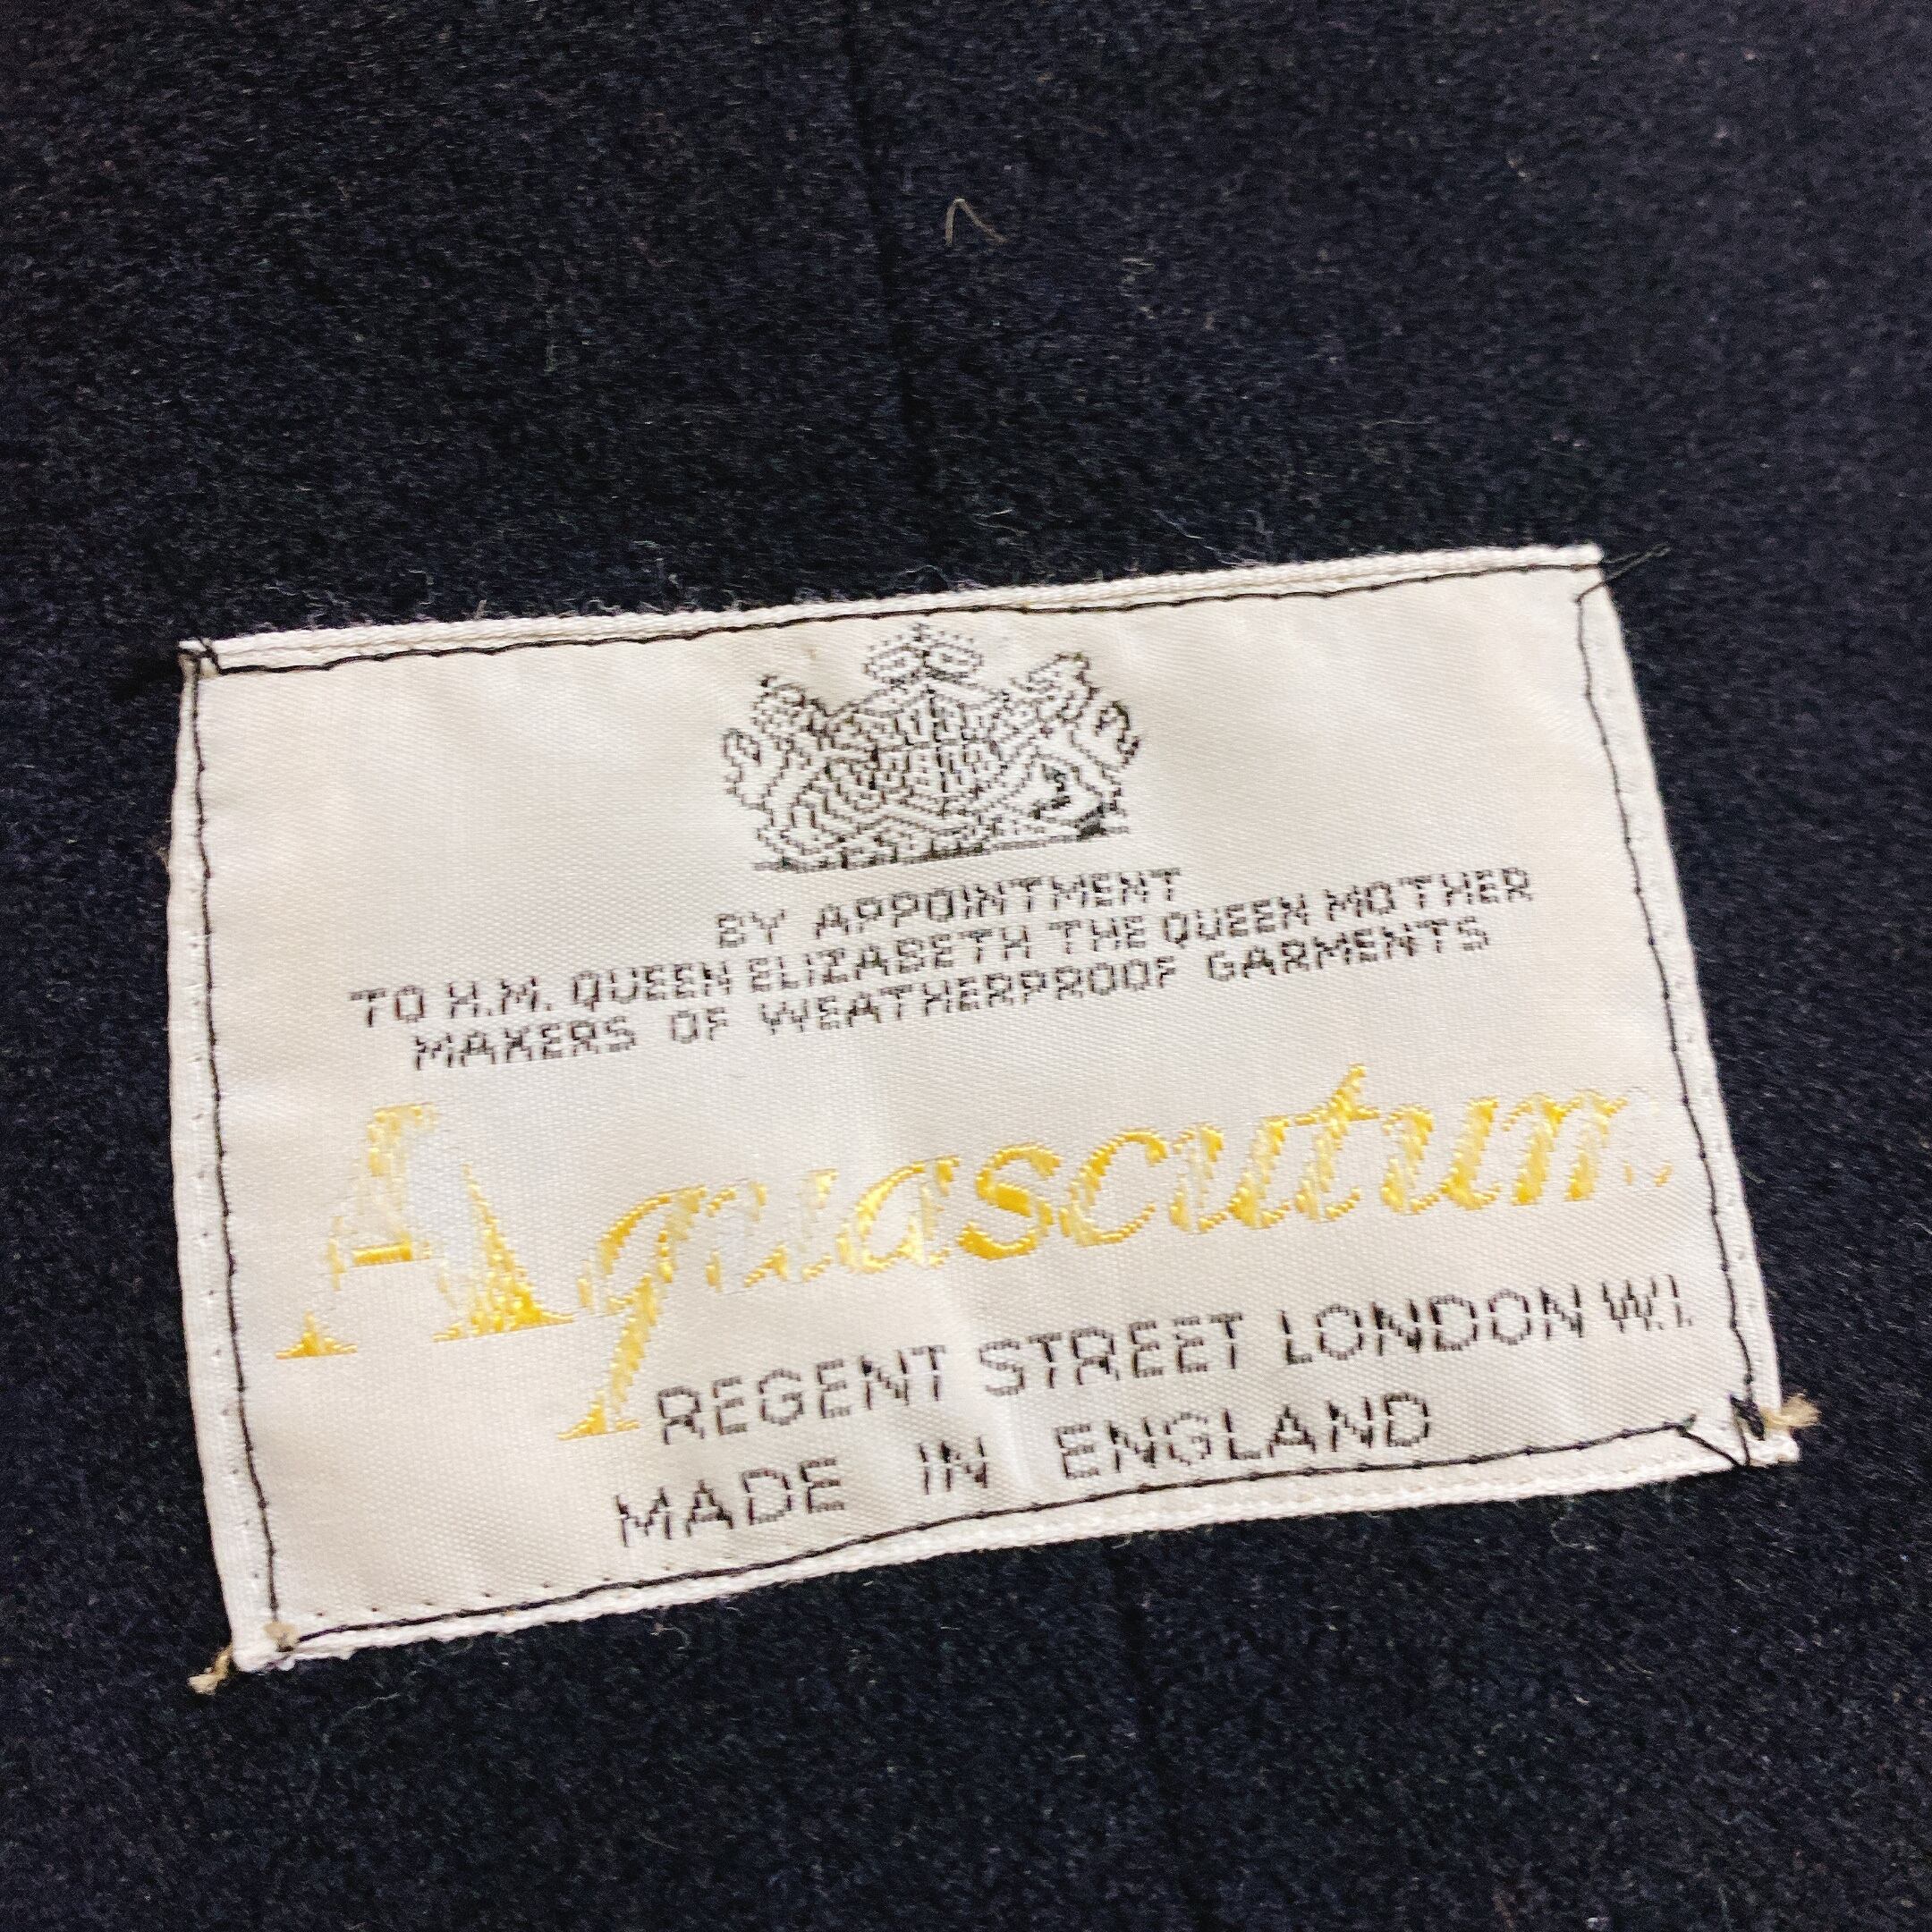 BY APPOINTMENT
TO H.M. QUEEN ELIZABETH THE QUEEN MOTHER
MAKERS OF WEATHERPROOF GARMENTS
Aquascutum
REGENT STREET LONDON W.1.
MADE IN ENGLAND